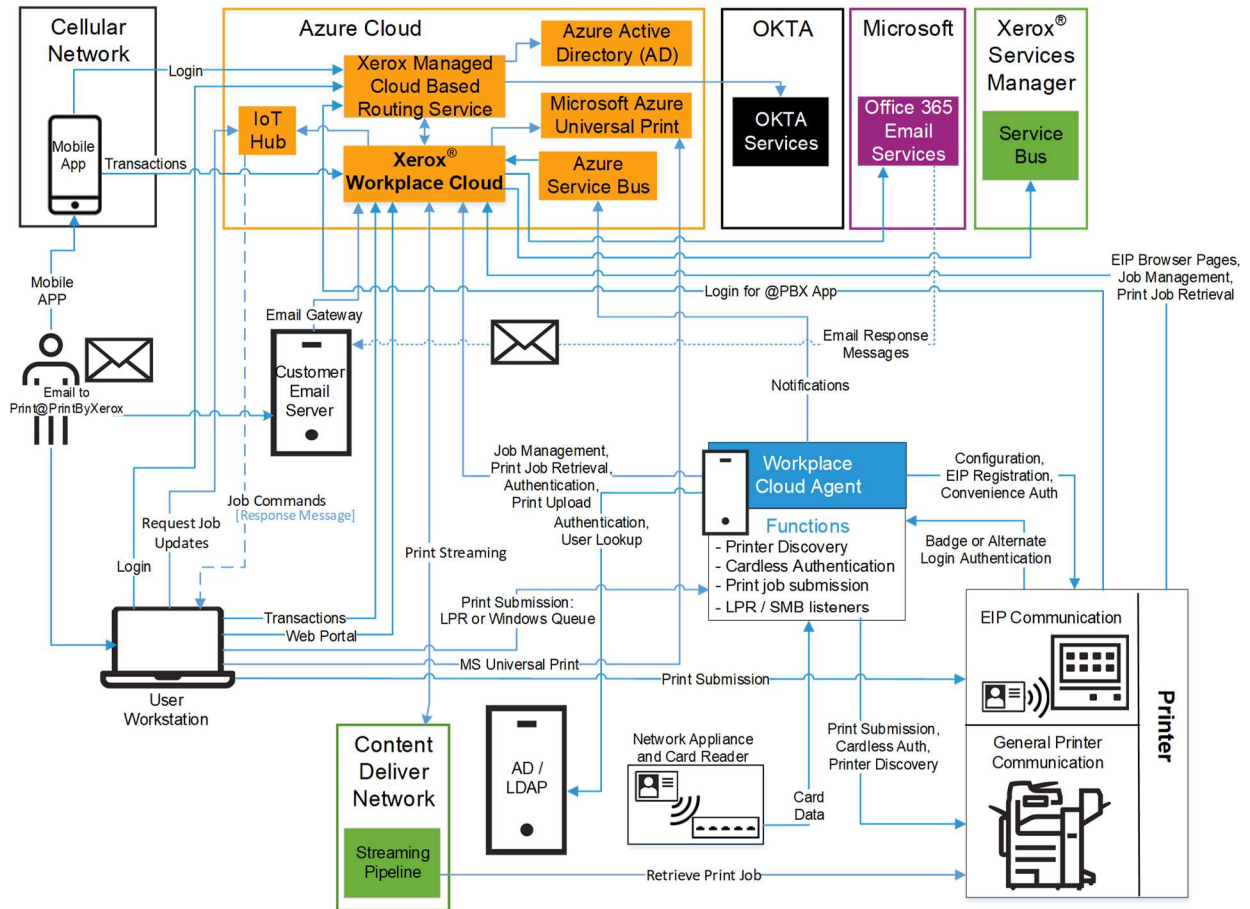 Cellular
Network
Azure Cloud
OKTA
Microsoft
Xerox®
Services
Manager
Login
Xerox Managed
Cloud Based
Routing Service
Azure Active
Directory (AD)
Mobile
App
IoT
Hub
Microsoft Azure
Universal Print
OKTA
Services
Office 365
Email
Services
Service
Bus
Transactions
Xerox®
Workplace Cloud
Azure
Service Bus
Mobile
APP
EIP Browser Pages,
Job Management,
Print Job Retrieval
Login for @PBX App
Email Gateway
Email Response
Messages
Customer
Email
Server
Email to
Print@PrintByXerox
Notifications
Job Management,
Print Job Retrieval,
Authentication,
Print Upload
Workplace
Cloud Agent
Configuration,
EIP Registration,
Convenience Auth
Job Commands
[Response Message]
Request Job
Updates
Login
Authentication,
User Lookup
Functions
- Printer Discovery
- Cardless Authentication
- Print job submission
- LPR / SMB listeners
Badge or Alternate
Login Authentication
Print Streaming
Transactions
Web Portal
Print Submission:
LPR or Windows Queue
MS Universal Print
Print Submission
EIP Communication
User
Workstation
Printer
Content
Deliver
Network
AD /
LDAP
Network Appliance
and Card Reader
Print Submission,
Cardless Auth,
Printer Discovery
General Printer
Communication
Card
Data
Streaming
Pipeline
Retrieve Print Job